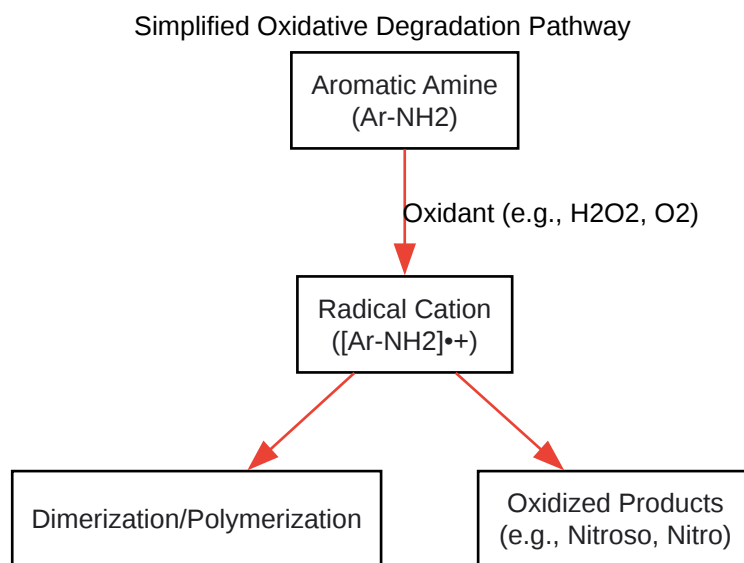 Simplified Oxidative Degradation Pathway
Aromatic Amine
(Ar-NH2)
Oxidant (e.g., H2O2, O2)
Radical Cation
([Ar-NH2]•+)
Dimerization/Polymerization
Oxidized Products
(e.g., Nitroso, Nitro)